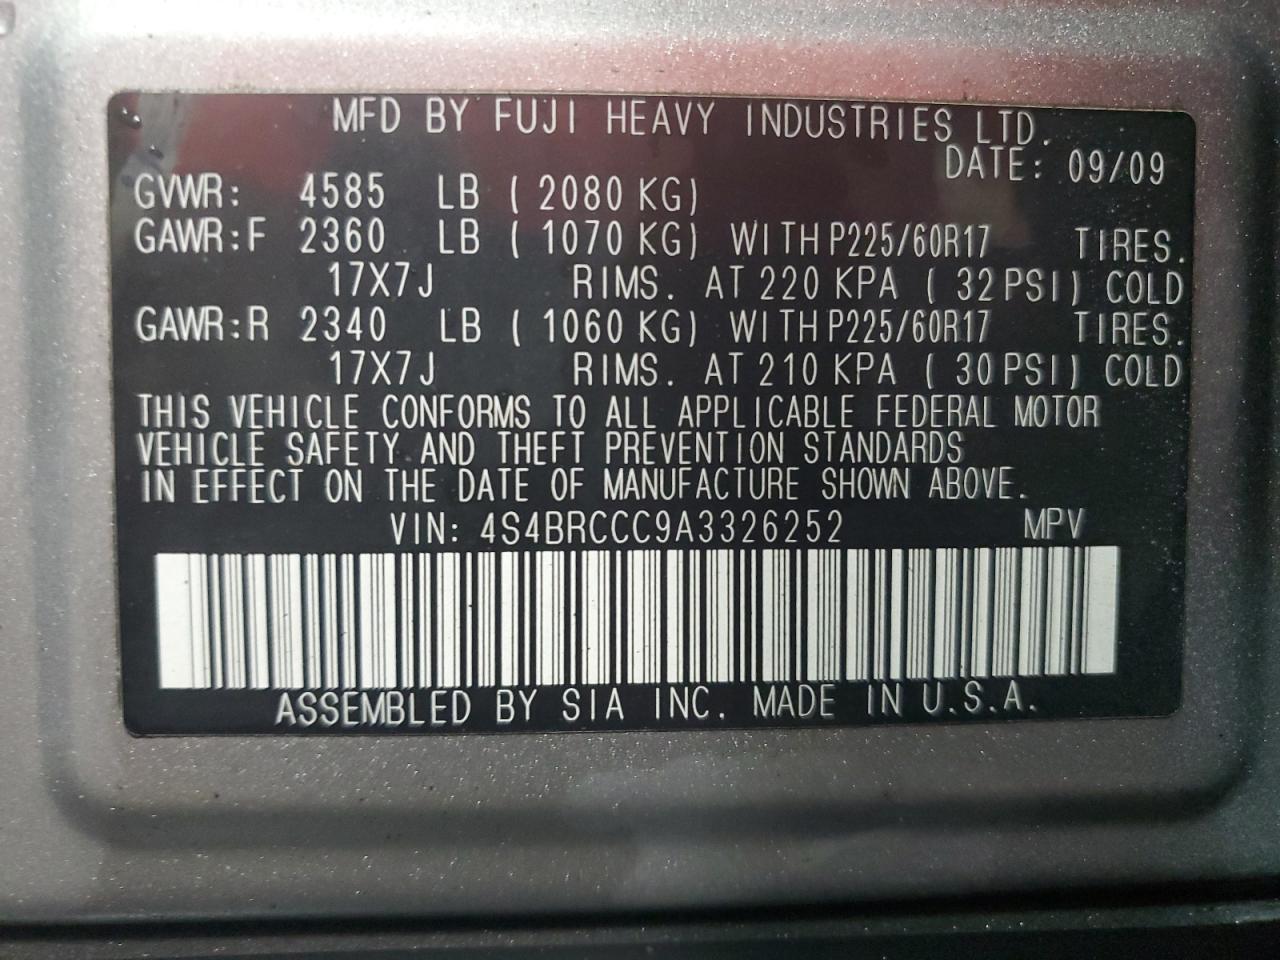 MFD BY FUJI HEAVY INDUSTRIES LTD.
DATE: 09/09
GVWR: 4585 LB ( 2080 KG)
GAWR:F 2360 LB ( 1070 KG) WITH P225/60R17 TIRES.
17X7J RIMS. AT 220 KPA ( 32 PSI) COLD
GAWR:R 2340 LB ( 1060 KG) WITH P225/60R17 TIRES.
17X7J RIMS. AT 210 KPA ( 30 PSI) COLD
THIS VEHICLE CONFORMS TO ALL APPLICABLE FEDERAL MOTOR
VEHICLE SAFETY AND THEFT PREVENTION STANDARDS
IN EFFECT ON THE DATE OF MANUFACTURE SHOWN ABOVE.
VIN: 4S4BRCCC9A3326252 MPV
ASSEMBLED BY SIA INC. MADE IN U.S.A.